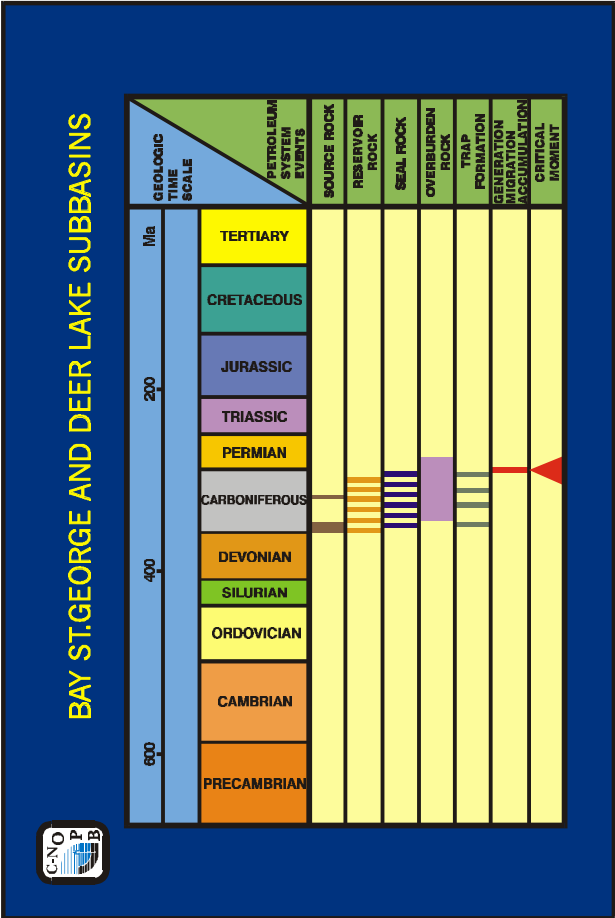 BAY ST.GEORGE AND DEER LAKE SUBBASINS
GEOLOGIC
TIME
SCALE
PETROLEUM
SYSTEM
EVENTS
SOURCE ROCK
RESERVOIR
ROCK
SEAL ROCK
OVERBURDEN
ROCK
TRAP
FORMATION
GENERATION
MIGRATION
ACCUMULATION
CRITICAL
MOMENT
Ma
200
400
600
TERTIARY
CRETACEOUS
JURASSIC
TRIASSIC
PERMIAN
CARBONIFEROUS
DEVONIAN
SILURIAN
ORDOVICIAN
CAMBRIAN
PRECAMBRIAN
C-NO
P
B